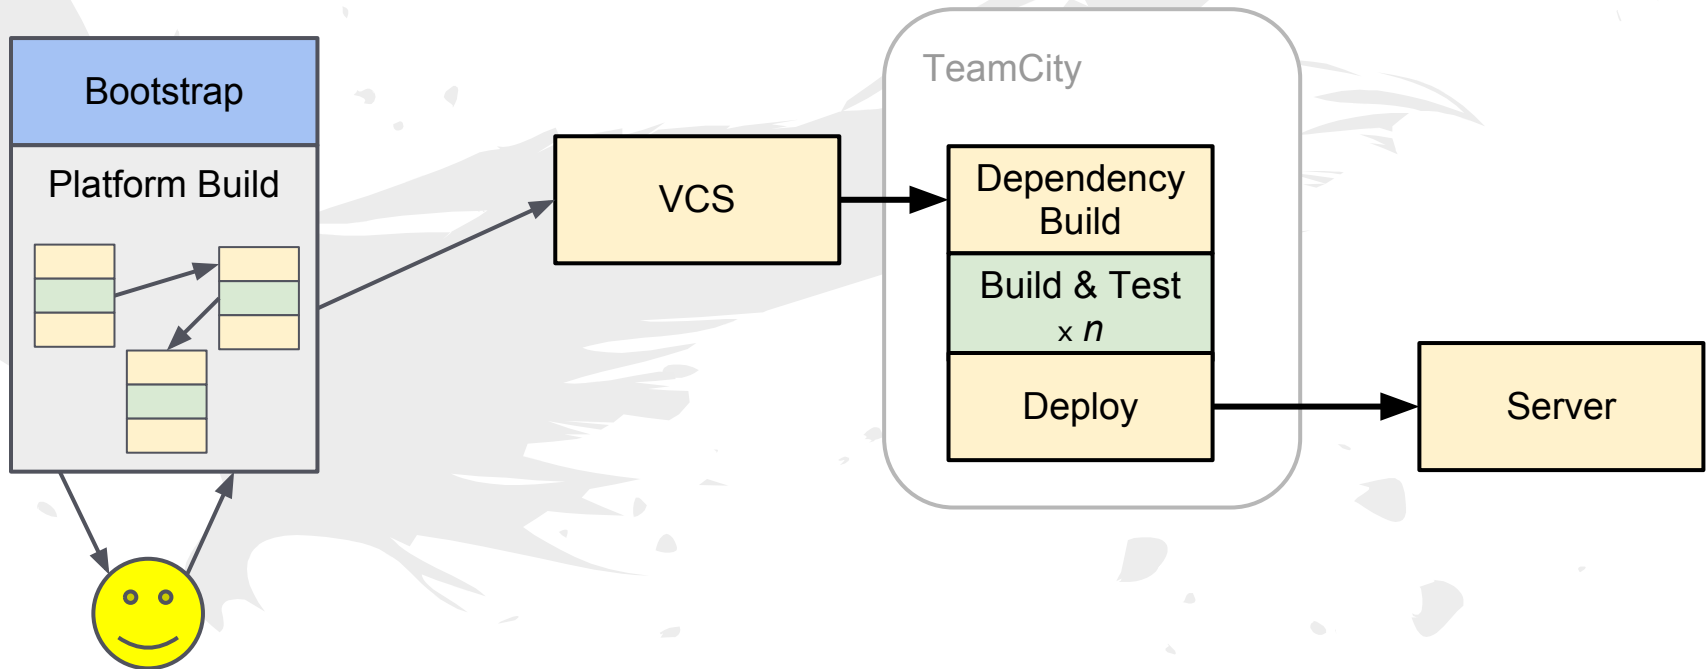 Bootstrap
Platform Build
VCS
TeamCity
Dependency
Build
Build & Test
x n
Deploy
Server